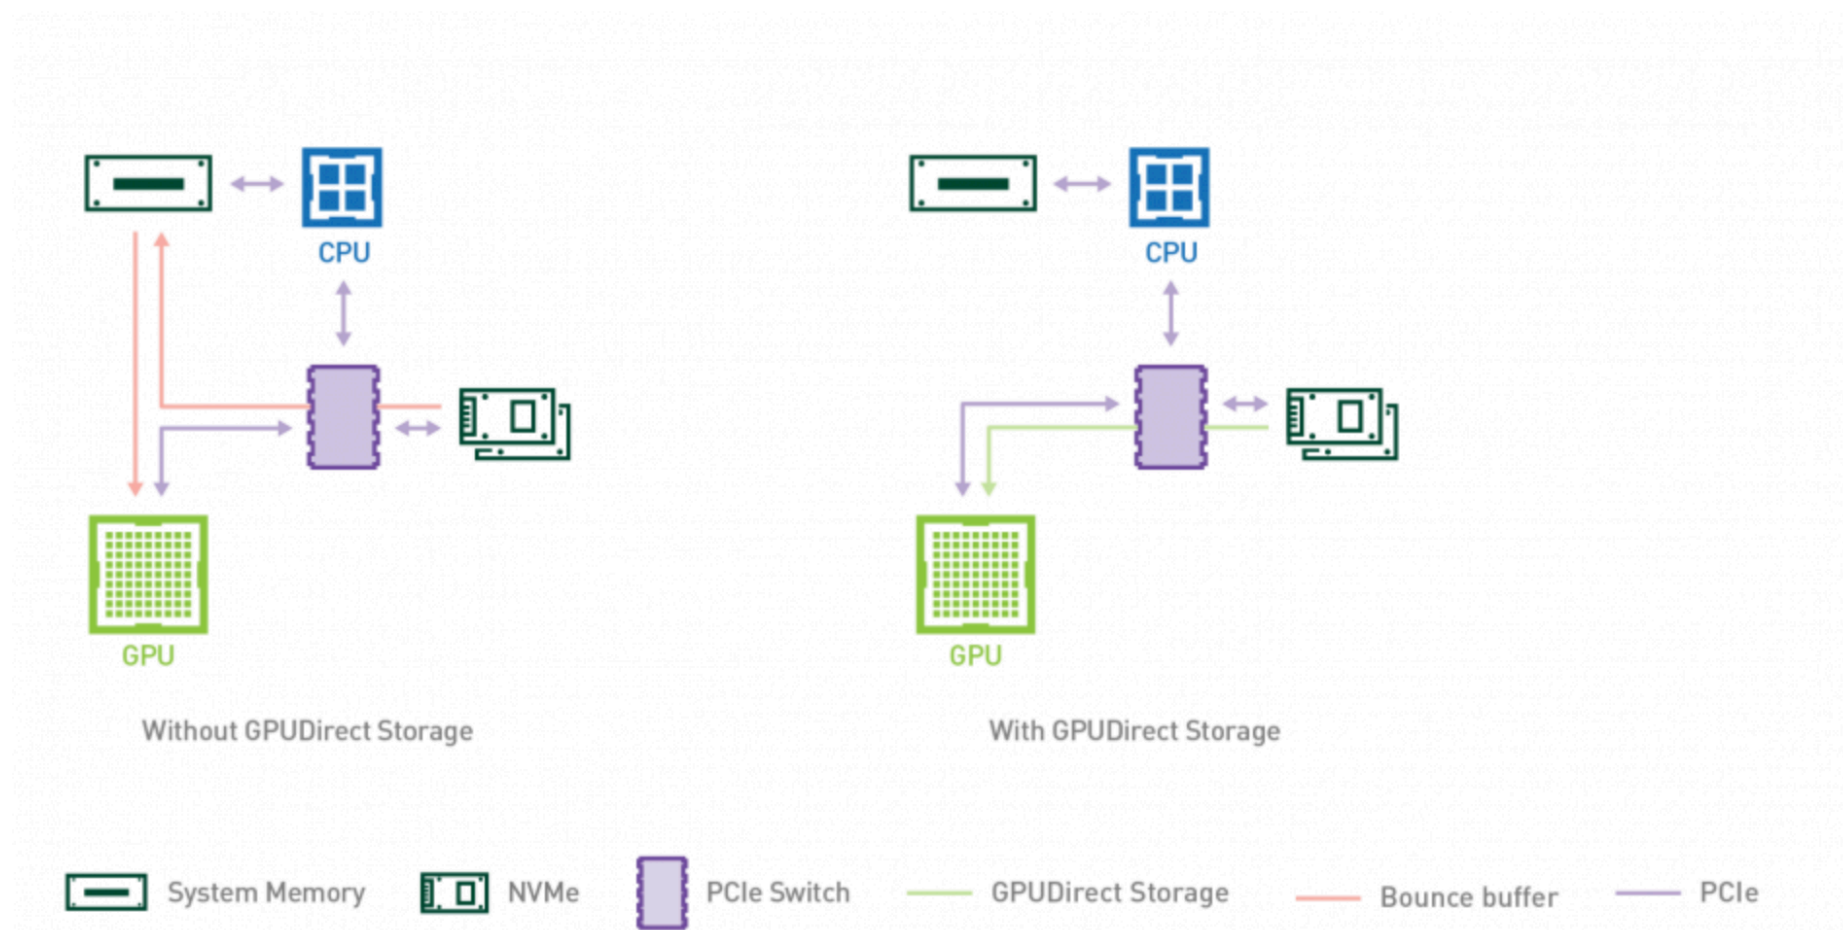 CPU
CPU
GPU
GPU
Without GPUDirect Storage
With GPUDirect Storage
System Memory
NVMe
PCIe Switch
GPUDirect Storage
Bounce buffer
PCIe